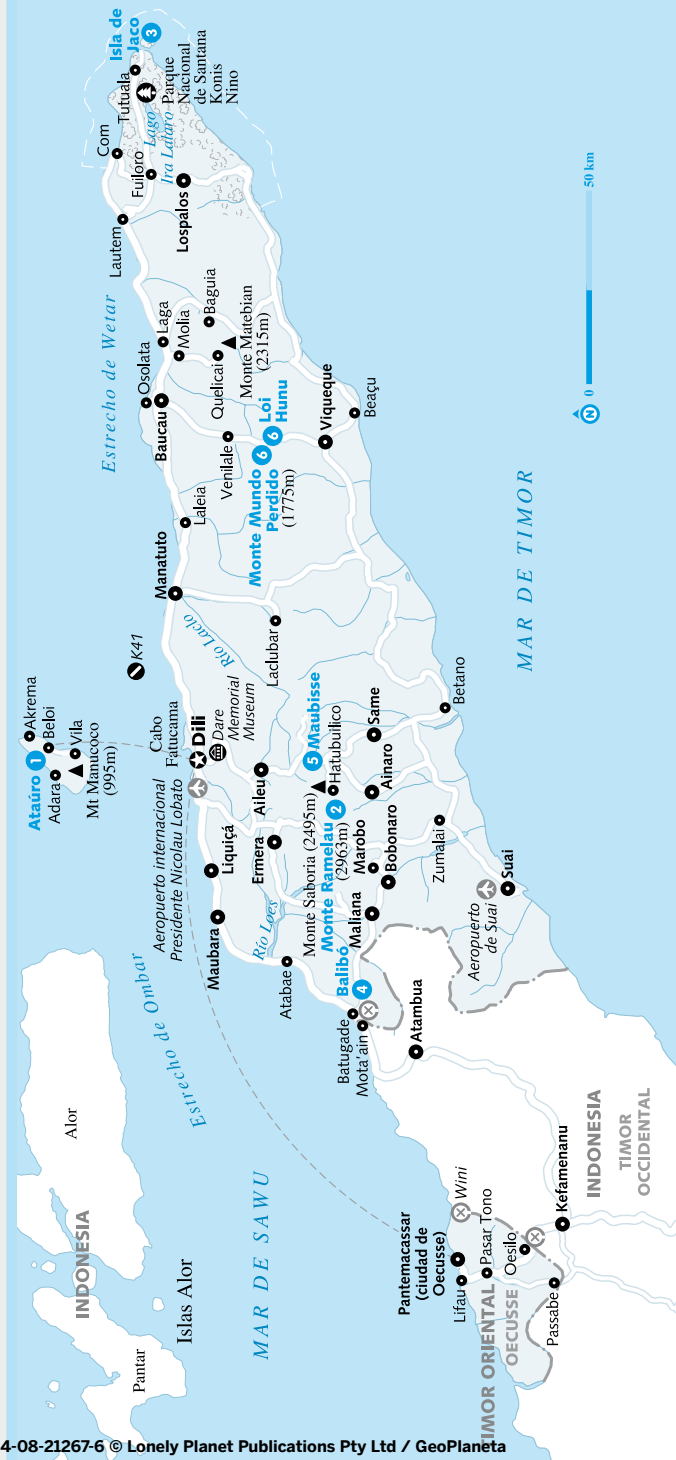 Isla de
Jaco
3
Tutuala
Parque
Nacional
de Santana
Konis
Nino
Com
Lago
Ira Lalaro
Fuiloro
Lospalos
Lautem
Estrecho de Wetar
Laga
Molia
Baguia
Osolata
Quelicai
Monte Matebian
(2315m)
Baucau
Loi
Hunu
6
Venilale
6
Monte Mundo
Perdido
(1775m)
Viqueque
Beaçu
Laleia
Manatuto
Río Laclo
Laclubar
K41
Akrema
Beloi
Vila
Ataúro 1
Adara
Mt Manucoco
(995m)
Cabo
Fatucama
Dili
Dare
Memorial
Museum
Aeropuerto internacional
Presidente Nicolau Lobato
5 Maubisse
Hatubuilico
Same
Betano
Aileu
Ainaro
Monte Saboria (2495m)
2
Monte Ramelau
(2963m)
Liquiçá
Ermera
Marobo
Bobonaro
Zumalai
Suai
Aeropuerto
de Suai
Maubara
Río Loes
Maliana
Atabae
Balibó
4
Batugade
Mota'ain
Atambua
MAR DE TIMOR
0
50 km
N
Estrecho de Ombar
Alor
INDONESIA
Islas Alor
Pantar
MAR DE SAWU
Pantemacassar
(ciudad de
Oecusse)
Wini
Lifau
Pasar Tono
Oesilo
Kefamenanu
Passabe
TIMOR ORIENTAL
OECUSSE
INDONESIA
TIMOR
OCCIDENTAL
4-08-21267-6 © Lonely Planet Publications Pty Ltd / GeoPlaneta